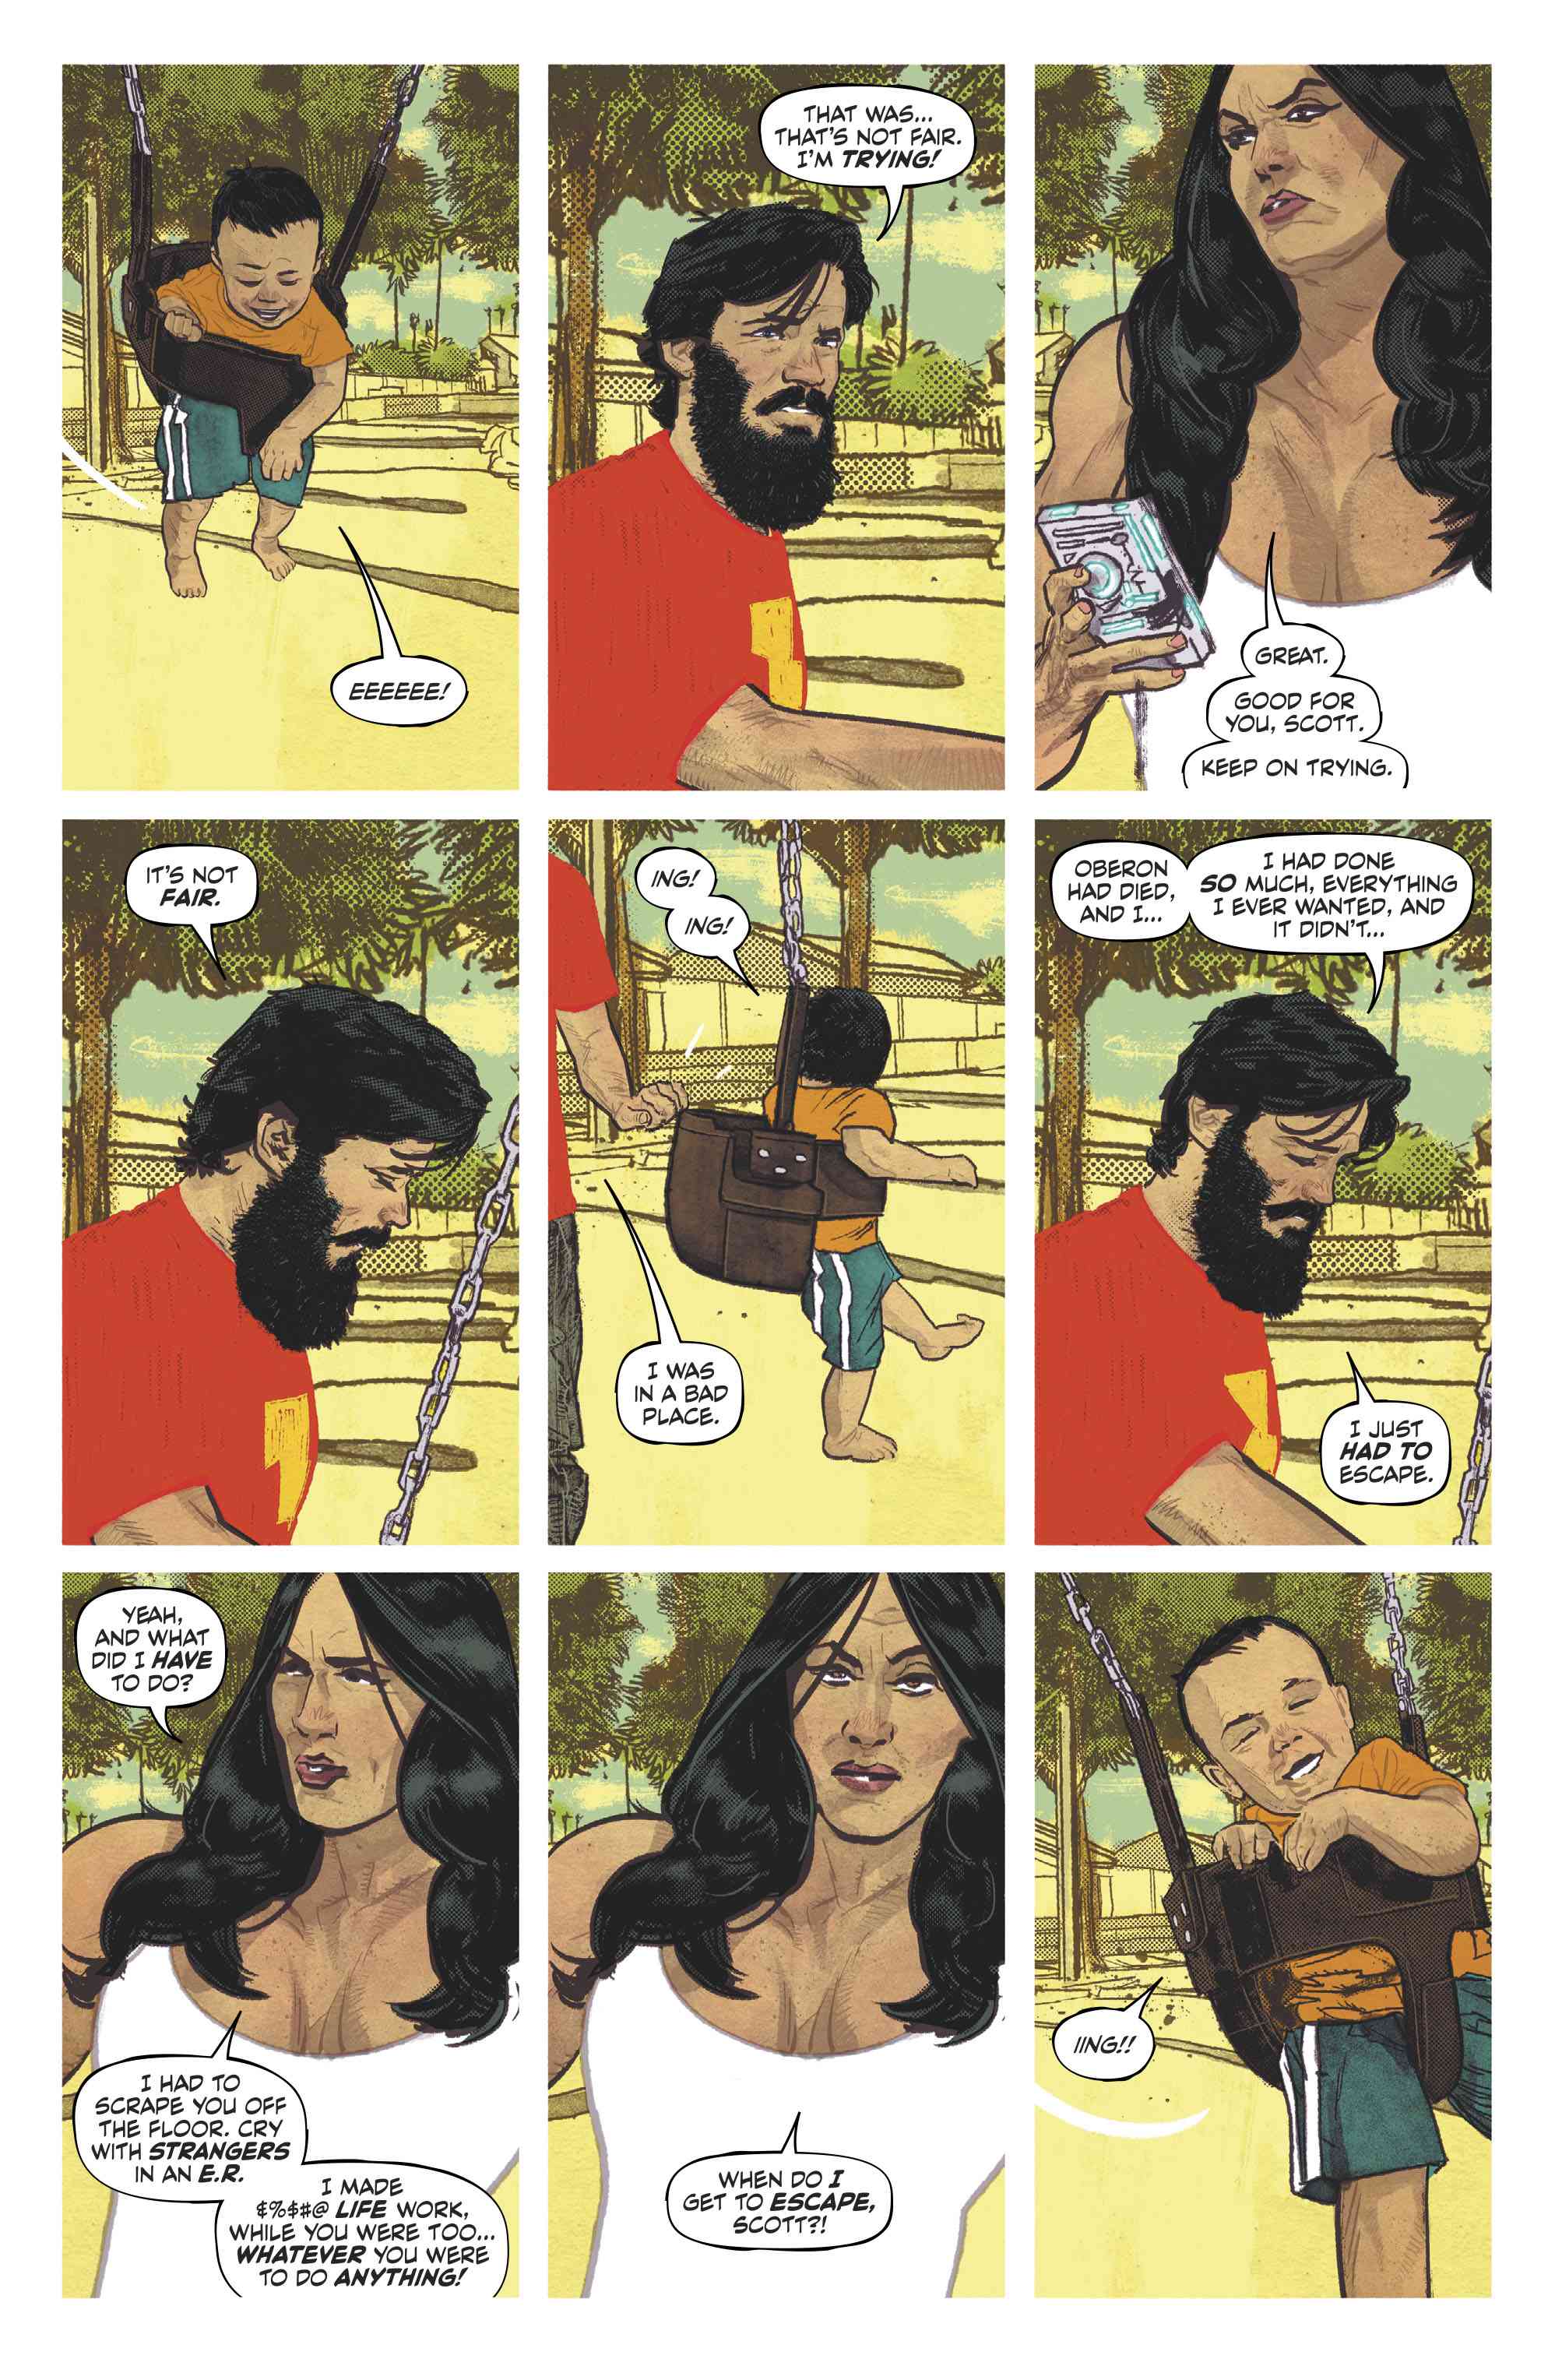 EEEEEE!
THAT WAS...
THAT'S NOT FAIR.
I'M TRYING!
GREAT.
GOOD FOR
YOU, SCOTT.
KEEP ON TRYING.
IT'S NOT
FAIR.
ING!
ING!
I WAS
IN A BAD
PLACE.
OBERON
HAD DIED,
AND I...
I HAD DONE
SO MUCH, EVERYTHING
I EVER WANTED, AND
IT DIDN'T...
I JUST
HAD TO
ESCAPE.
YEAH,
AND WHAT
DID I HAVE
TO DO?
I HAD TO
SCRAPE YOU OFF
THE FLOOR. CRY
WITH STRANGERS
IN AN E.R.
I MADE
$%$#@ LIFE WORK,
WHILE YOU WERE TOO...
WHATEVER YOU WERE
TO DO ANYTHING!
WHEN DO I
GET TO ESCAPE,
SCOTT?!
IING!!